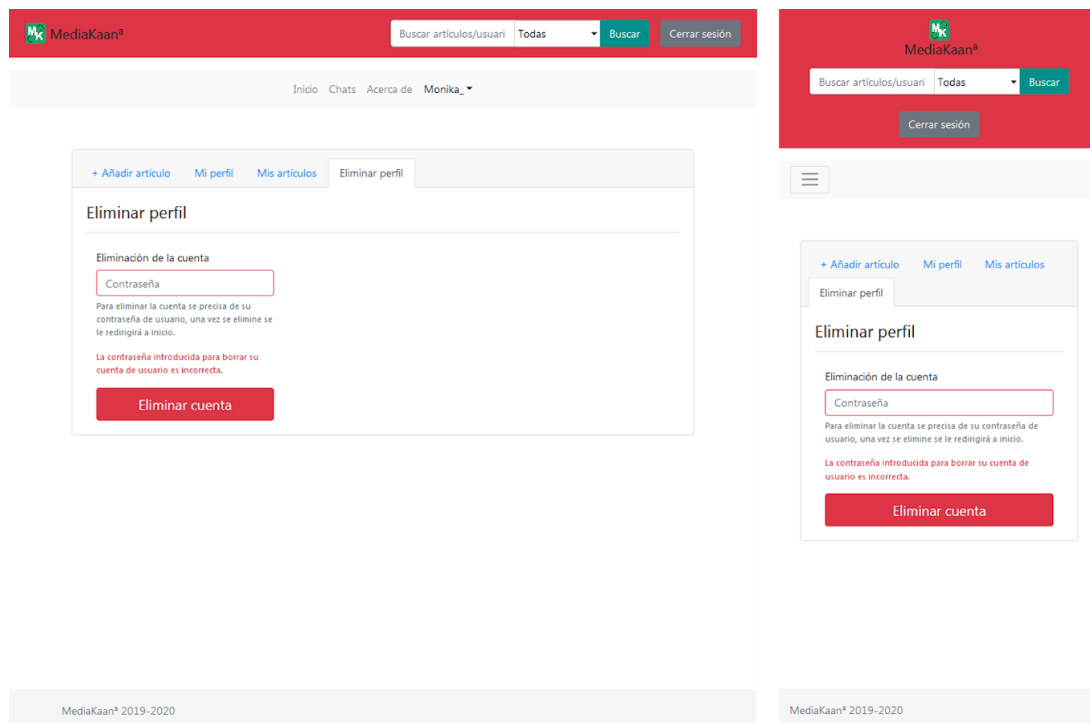 MK MediaKaanª
Buscar artículos/usuari Todas Buscar Cerrar sesión
Inicio Chats Acerca de Monika_
+ Añadir artículo Mi perfil Mis artículos Eliminar perfil
Eliminar perfil
Eliminación de la cuenta
Contraseña
Para eliminar la cuenta se precisa de su
contraseña de usuario, una vez se elimine se
le redirigirá a inicio.
La contraseña introducida para borrar su
cuenta de usuario es incorrecta.
Eliminar cuenta
MediaKaanª 2019-2020
MK
MediaKaanª
Buscar artículos/usuari Todas Buscar
Cerrar sesión
+ Añadir artículo Mi perfil Mis artículos
Eliminar perfil
Eliminar perfil
Eliminación de la cuenta
Contraseña
Para eliminar la cuenta se precisa de su contraseña de
usuario, una vez se elimine se le redirigirá a inicio.
La contraseña introducida para borrar su cuenta de
usuario es incorrecta.
Eliminar cuenta
MediaKaanª 2019-2020